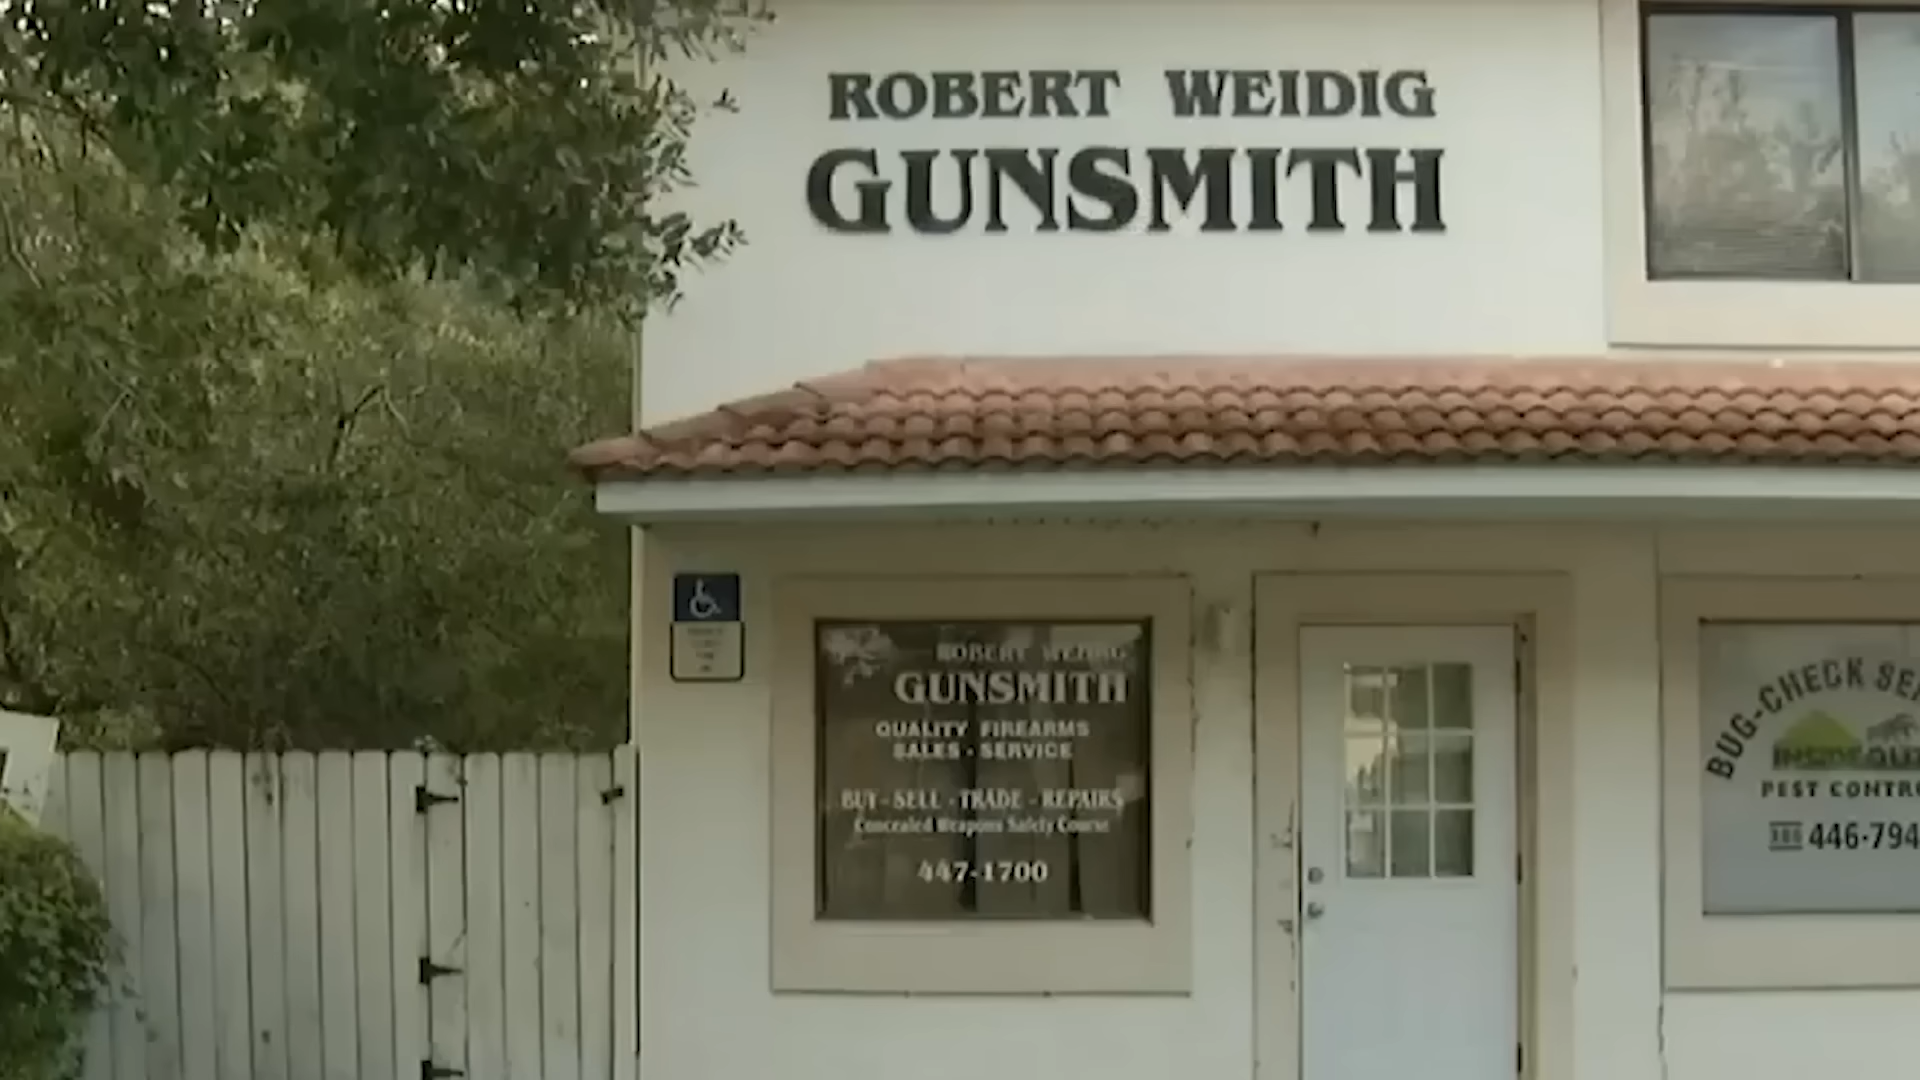 ROBERT WEIDIG
GUNSMITH
ROBERT WEIDIG
GUNSMITH
QUALITY FIREARMS
SALES - SERVICE
BUY - SELL - TRADE - REPAIRS
Concealed Weapons Safety Course
447-1700
BUG-CHECK
INSIDE
PEST
446-794